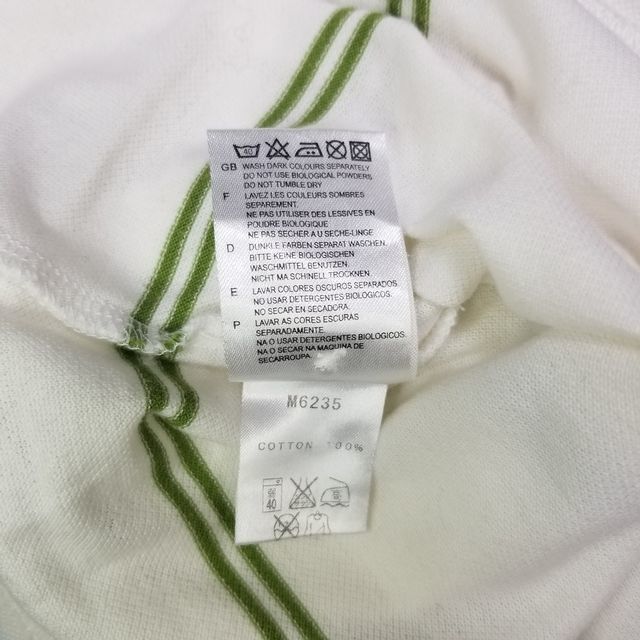 40
GB WASH DARK COLOURS SEPARATELY
DO NOT USE BIOLOGICAL POWDERS
DO NOT TUMBLE DRY
F LAVEZ LES COULEURS SOMBRES
SEPAREMENT.
NE PAS UTILISER DES LESSIVES EN
POUDRE BIOLOGIQUE
NE PAS SÉCHER AU SÈCHE-LINGE
D DUNKLE FARBEN SEPARAT WASCHEN.
BITTE KEINE BIOLOGISCHEN
WASCHMITTEL BENUTZEN.
NICHT MA SCHINELL TROCKNEN.
E LAVAR COLORES OSCUROS SEPARADOS.
NO USAR DETERGENTES BIOLOGICOS.
NO SECAR EN SECADORA.
P LAVAR AS CORES ESCURAS
SEPARADAMENTE.
NA O USAR DETERGENTES BIOLOGICOS
NA O SECAR NA MAQUINA DE
SECARROUPA.
M6235
COTTON 100%
40